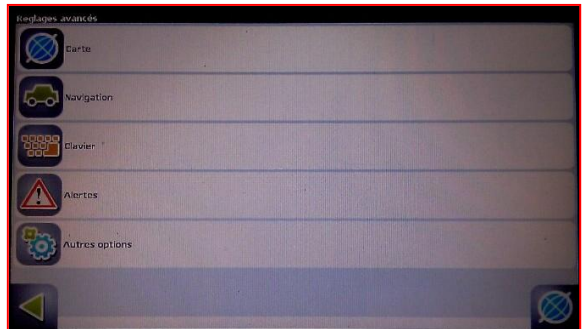 Reglages avancés
Carte
Navigation
Clavier
Alertes
Autres options